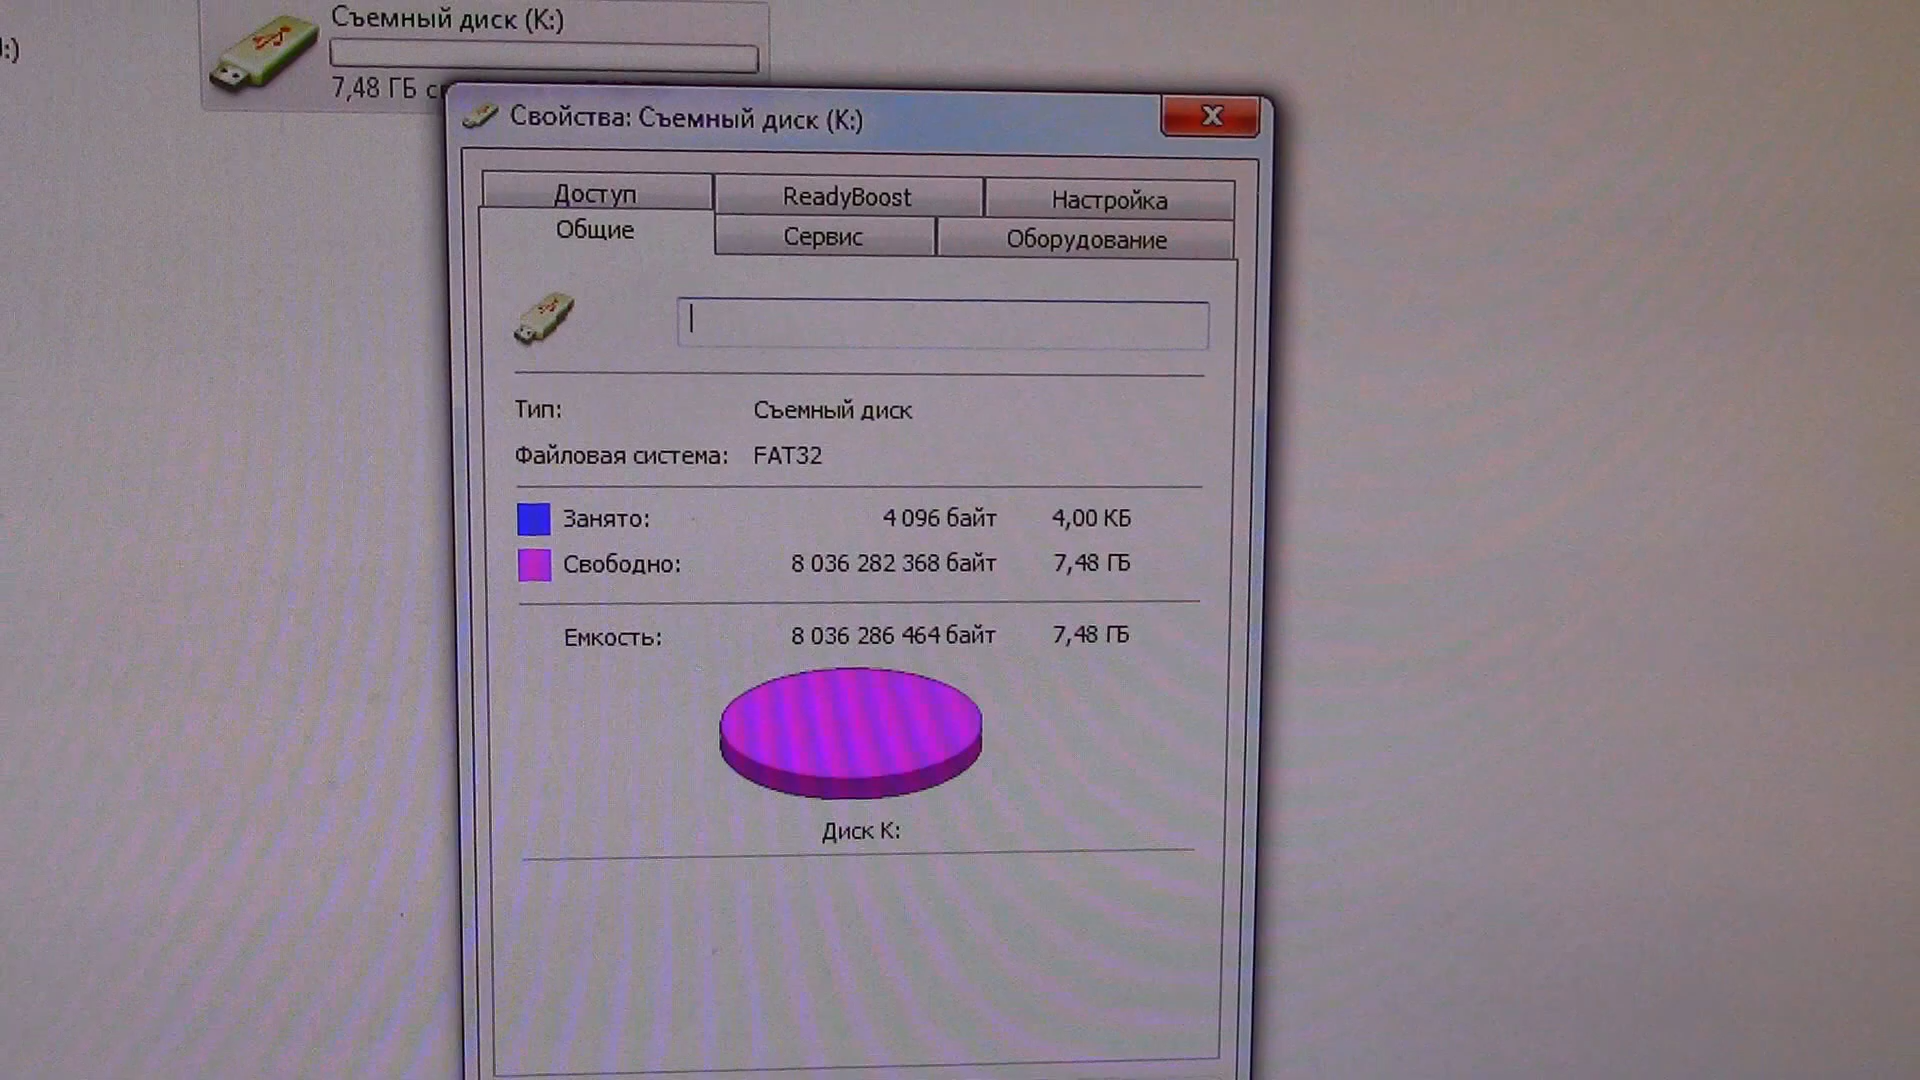 :)
Съемный диск (K:)
7,48 ГБ
Свойства: Съемный диск (K:)
Доступ ReadyBoost Настройка
Общие Сервис Оборудование
Тип: Съемный диск
Файловая система: FAT32
Занято: 4 096 байт 4,00 КБ
Свободно: 8 036 282 368 байт 7,48 ГБ
Емкость: 8 036 286 464 байт 7,48 ГБ
Диск K: